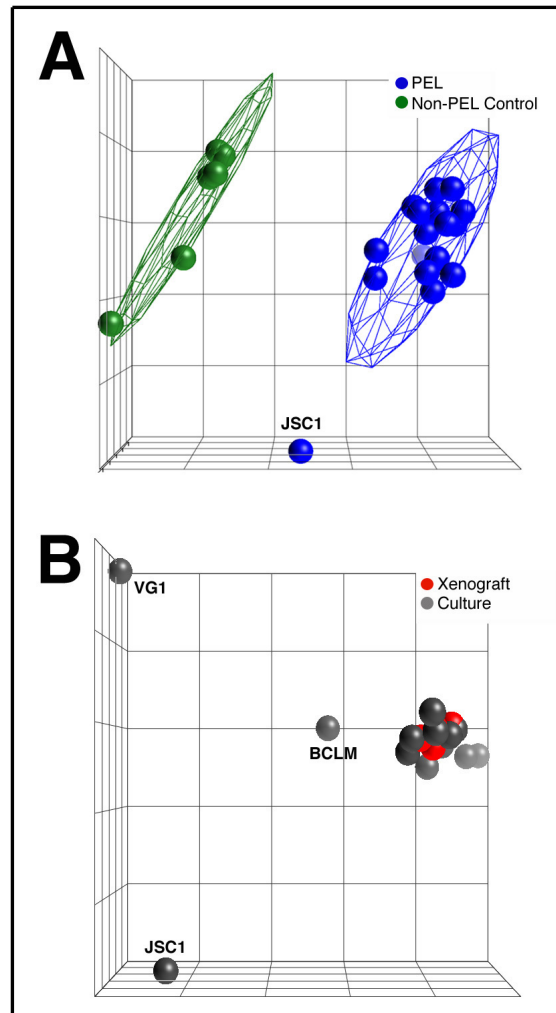 A
PEL
Non-PEL Control
JSC1
B
Xenograft
Culture
VG1
BCLM
JSC1